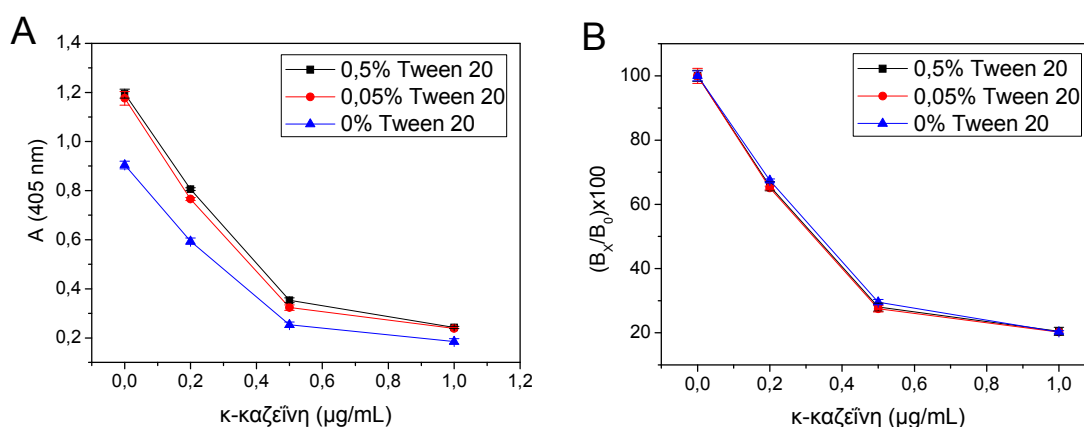 A
1,4
1,2
1,0
0,8
0,6
0,4
0,2
A (405 nm)
0,5% Tween 20
0,05% Tween 20
0% Tween 20
0,0 0,2 0,4 0,6 0,8 1,0 1,2
κ-καζεΐνη (μg/mL)
B
100
80
60
40
20
(BX/B0)x100
0,5% Tween 20
0,05% Tween 20
0% Tween 20
0,0 0,2 0,4 0,6 0,8 1,0
κ-καζεΐνη (μg/mL)